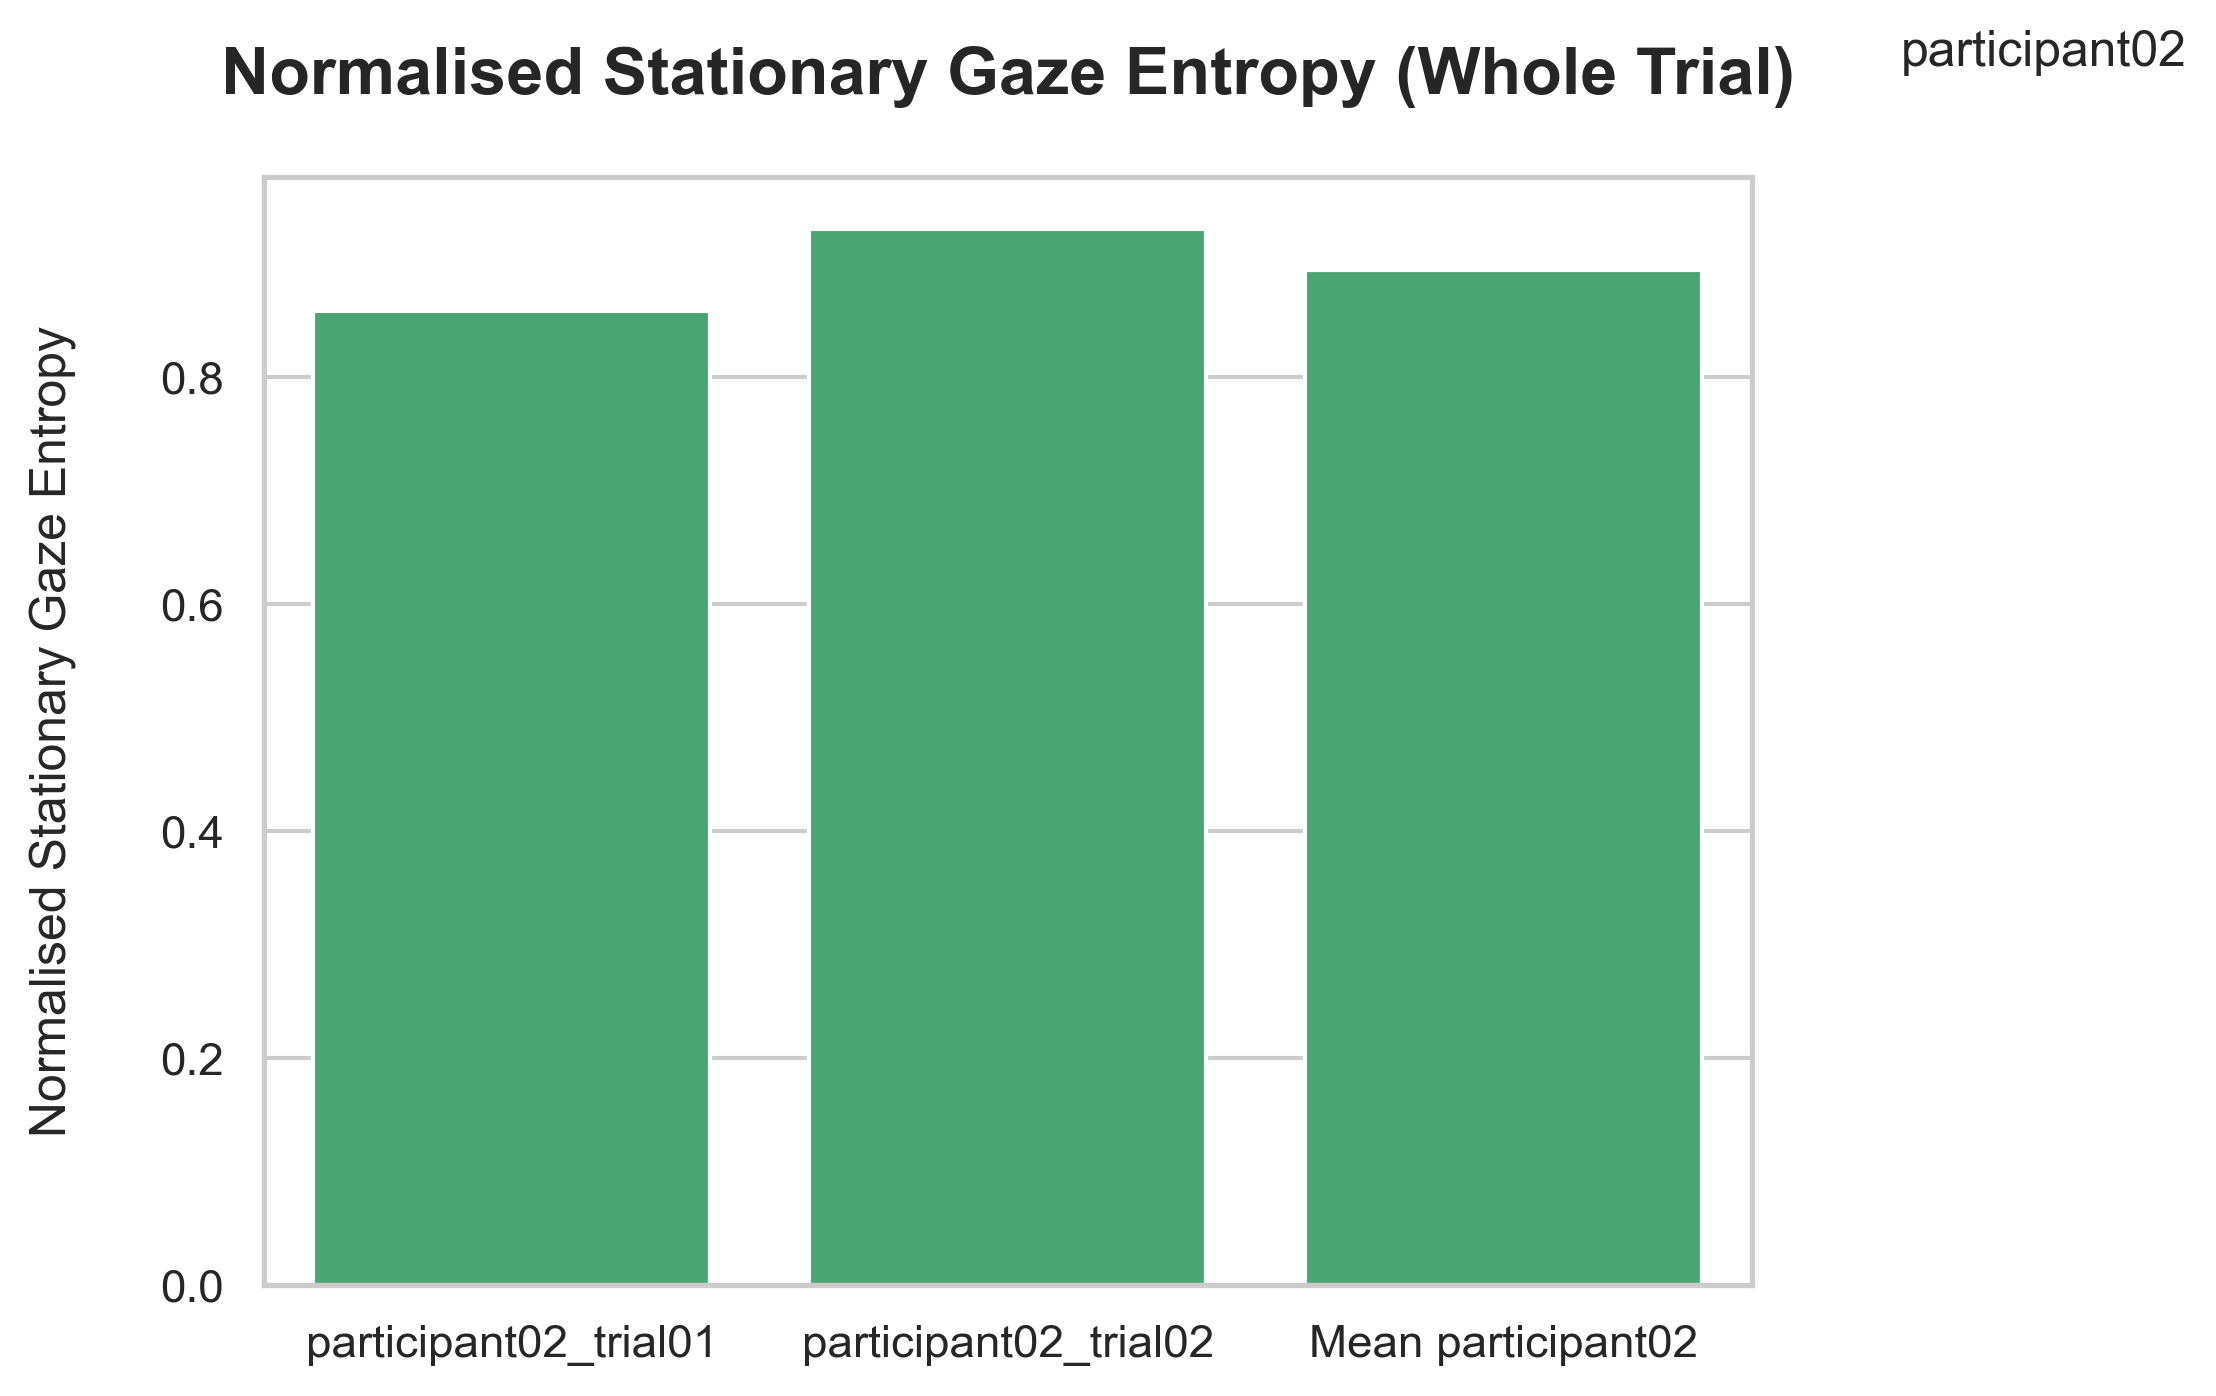 Normalised Stationary Gaze Entropy (Whole Trial)
participant02
Normalised Stationary Gaze Entropy
0.8
0.6
0.4
0.2
0.0
participant02_trial01
participant02_trial02
Mean participant02